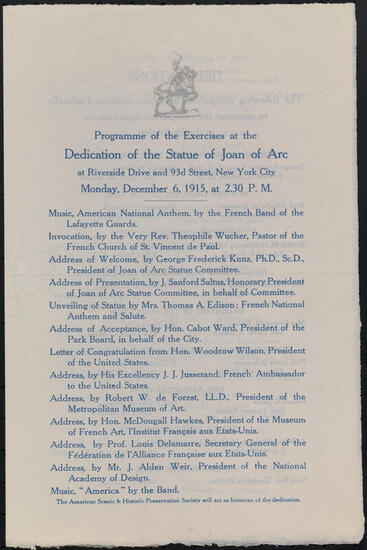 Programme of the Exercises at the
Dedication of the Statue of Joan of Arc
at Riverside Drive and 93d Street, New York City
Monday, December 6, 1915, at 2.30 P. M.
Music, American National Anthem, by the French Band of the
Lafayette Guards.
Invocation, by the Very Rev. Theophile Wucher, Pastor of the
French Church of St. Vincent de Paul.
Address of Welcome, by George Frederick Kunz, Ph.D., Sc.D.,
President of Joan of Arc Statue Committee.
Address of Presentation, by J. Sanford Saltus, Honorary President
of Joan of Arc Statue Committee, in behalf of Committee.
Unveiling of Statue by Mrs. Thomas A. Edison; French National
Anthem and Salute.
Address of Acceptance, by Hon. Cabot Ward, President of the
Park Board, in behalf of the City.
Letter of Congratulation from Hon. Woodrow Wilson, President
of the United States.
Address, by His Excellency J. J. Jusserand, French Ambassador
to the United States.
Address, by Robert W. de Forest, LL.D., President of the
Metropolitan Museum of Art.
Address, by Hon. McDougall Hawkes, President of the Museum
of French Art, l'Institut Français aux Etats-Unis.
Address, by Prof. Louis Delamarre, Secretary General of the
Fédération de l'Alliance Française aux Etats-Unis.
Address, by Mr. J. Alden Weir, President of the National
Academy of Design.
Music, "America" by the Band.
The American Scenic & Historic Preservation Society will act as historian of the dedication.